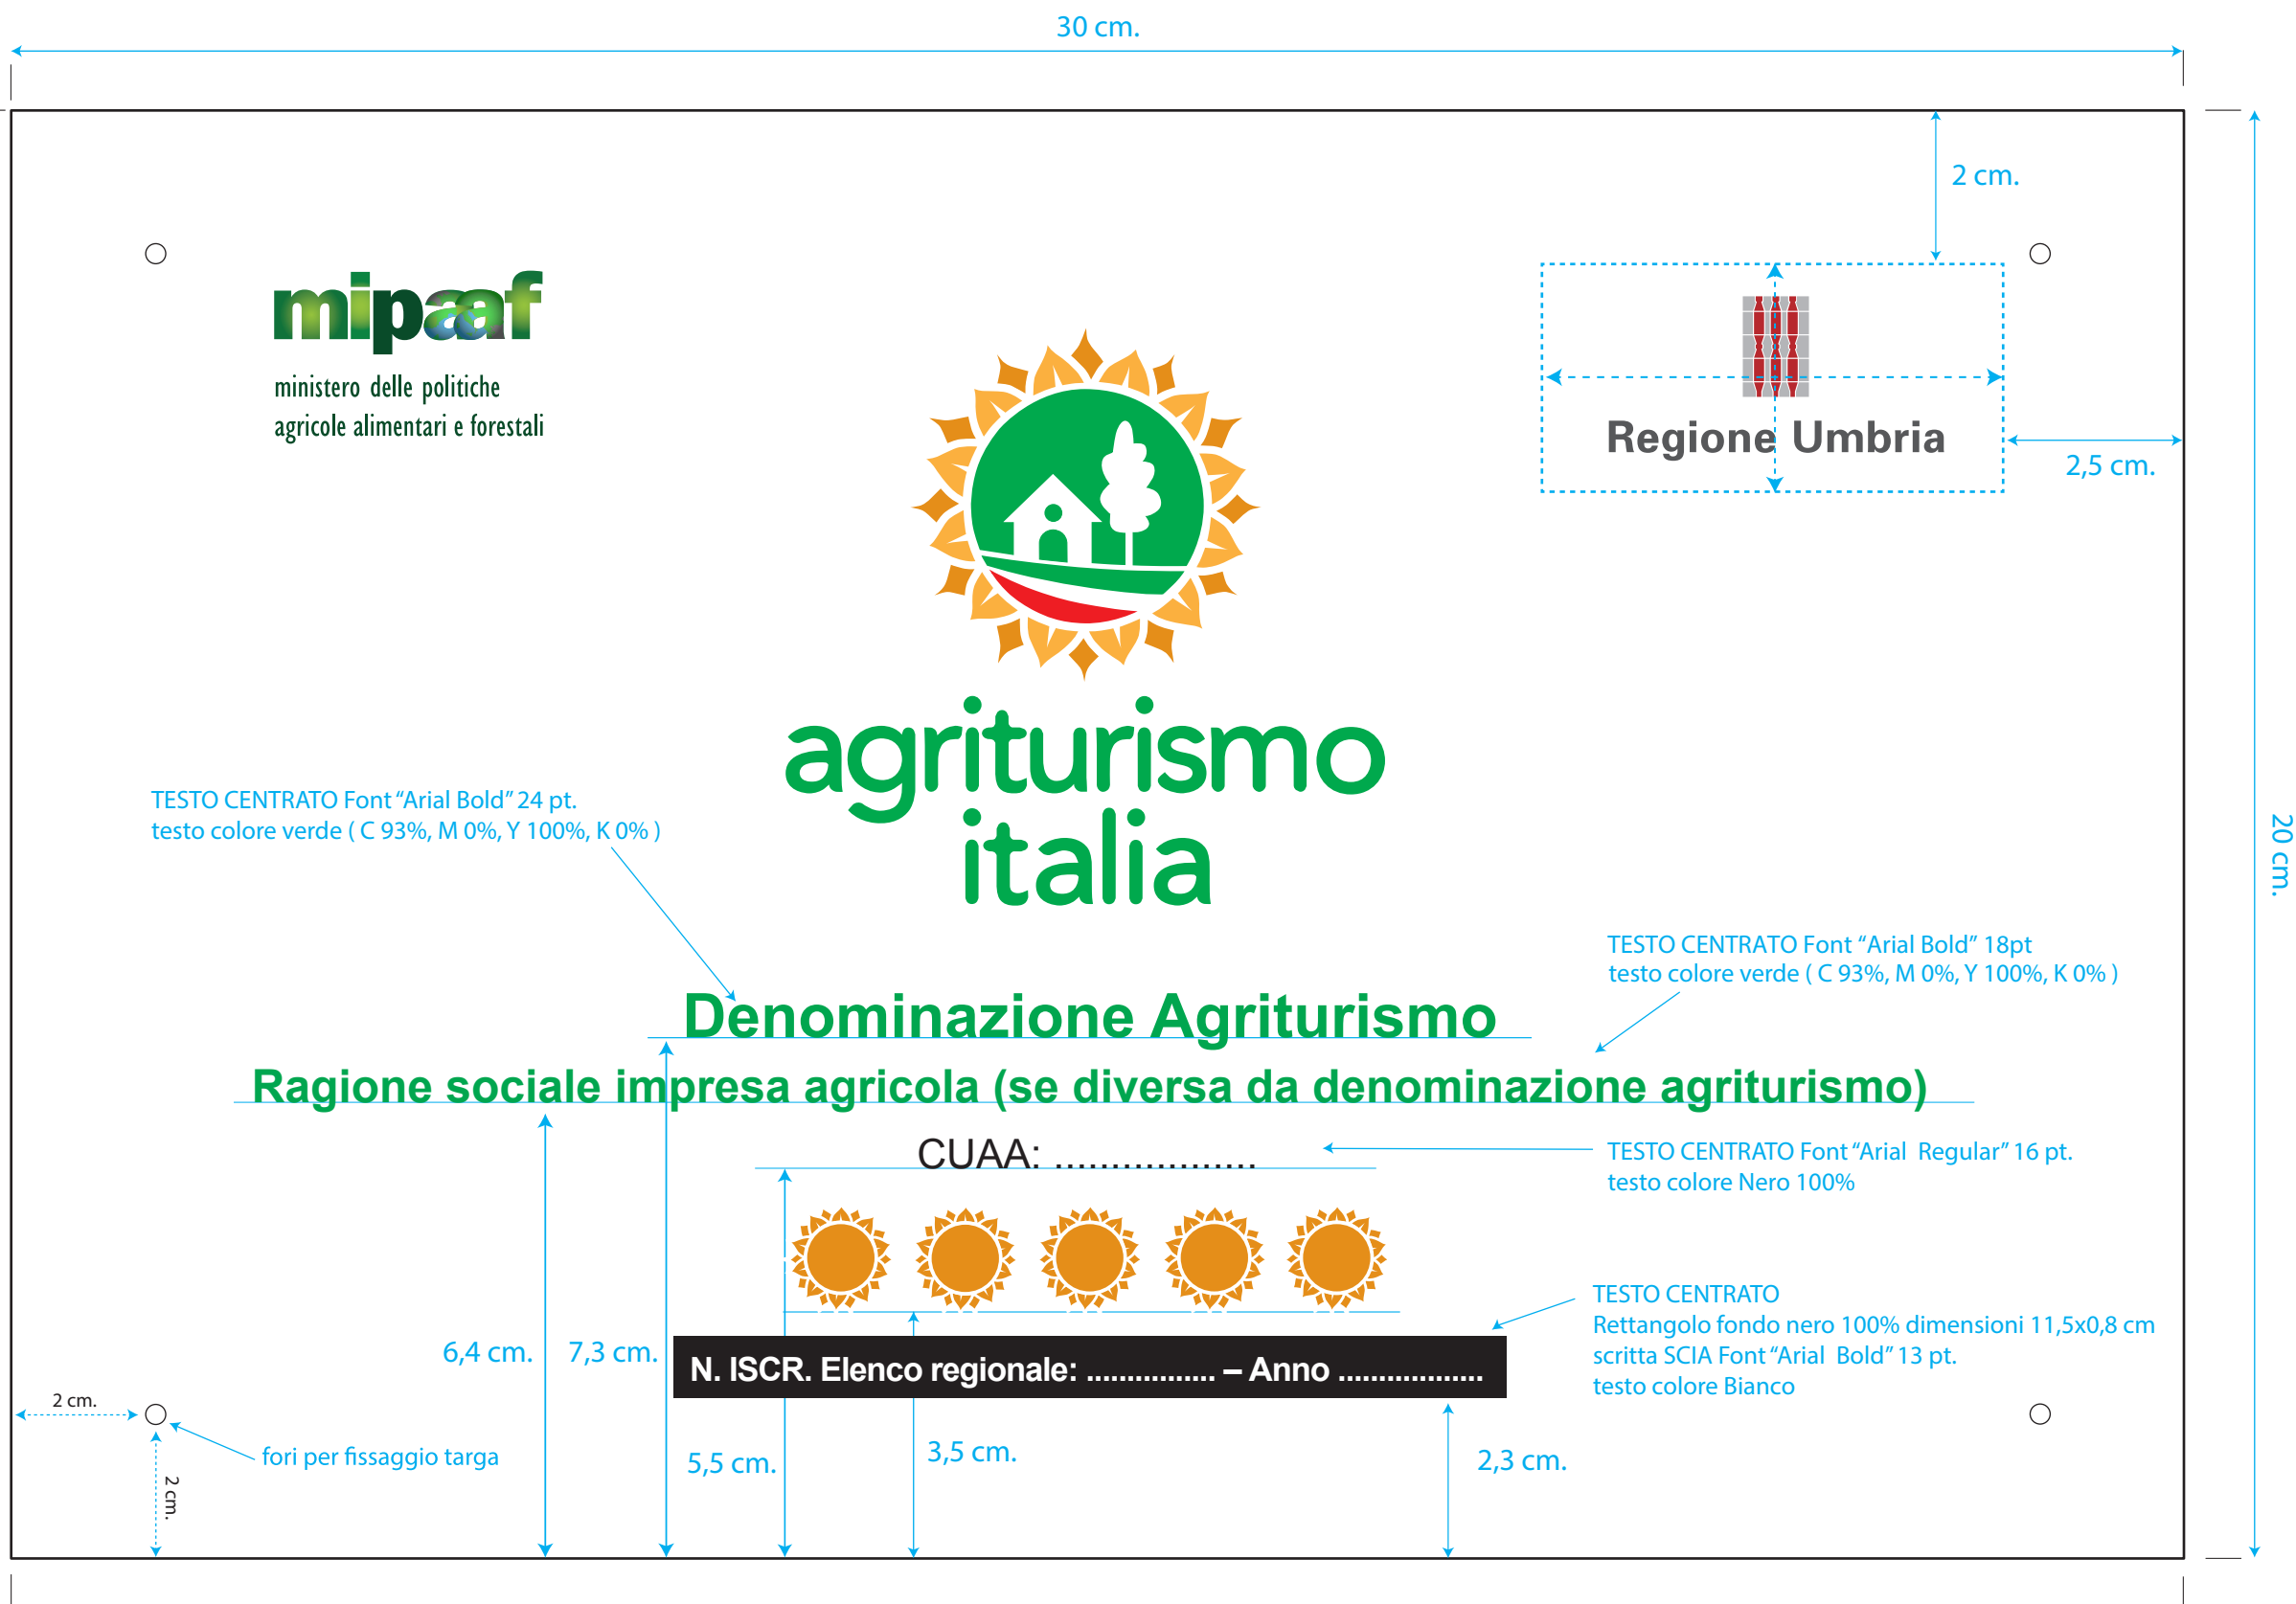 30 cm.
2 cm.
mipaaf
ministero delle politiche
agricole alimentari e forestali
Regione Umbria
2,5 cm.
agriturismo
italia
TESTO CENTRATO Font “Arial Bold” 24 pt.
testo colore verde ( C 93%, M 0%, Y 100%, K 0% )
20 cm.
TESTO CENTRATO Font “Arial Bold” 18pt
testo colore verde ( C 93%, M 0%, Y 100%, K 0% )
Denominazione Agriturismo
Ragione sociale impresa agricola (se diversa da denominazione agriturismo)
CUAA: ..................
TESTO CENTRATO Font “Arial Regular” 16 pt.
testo colore Nero 100%
TESTO CENTRATO
Rettangolo fondo nero 100% dimensioni 11,5x0,8 cm
scritta SCIA Font “Arial Bold” 13 pt.
testo colore Bianco
6,4 cm.
7,3 cm.
N. ISCR. Elenco regionale: ................ – Anno ..................
2 cm.
fori per fissaggio targa
2 cm.
5,5 cm.
3,5 cm.
2,3 cm.